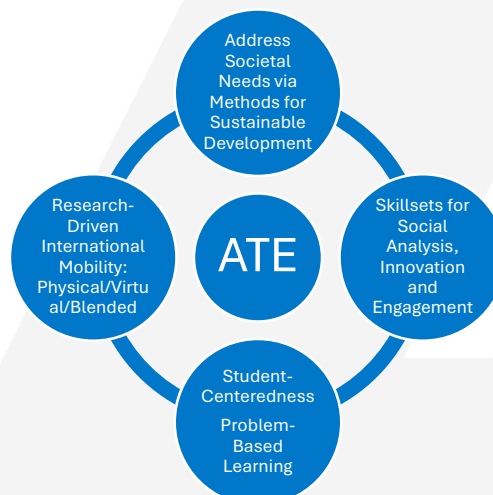 Address
Societal
Needs via
Methods for
Sustainable
Development
Research-
Driven
International
Mobility:
Physical/Virtu
al/Blended
ATE
Skillsets for
Social
Analysis,
Innovation
and
Engagement
Student-
Centeredness
Problem-
Based
Learning